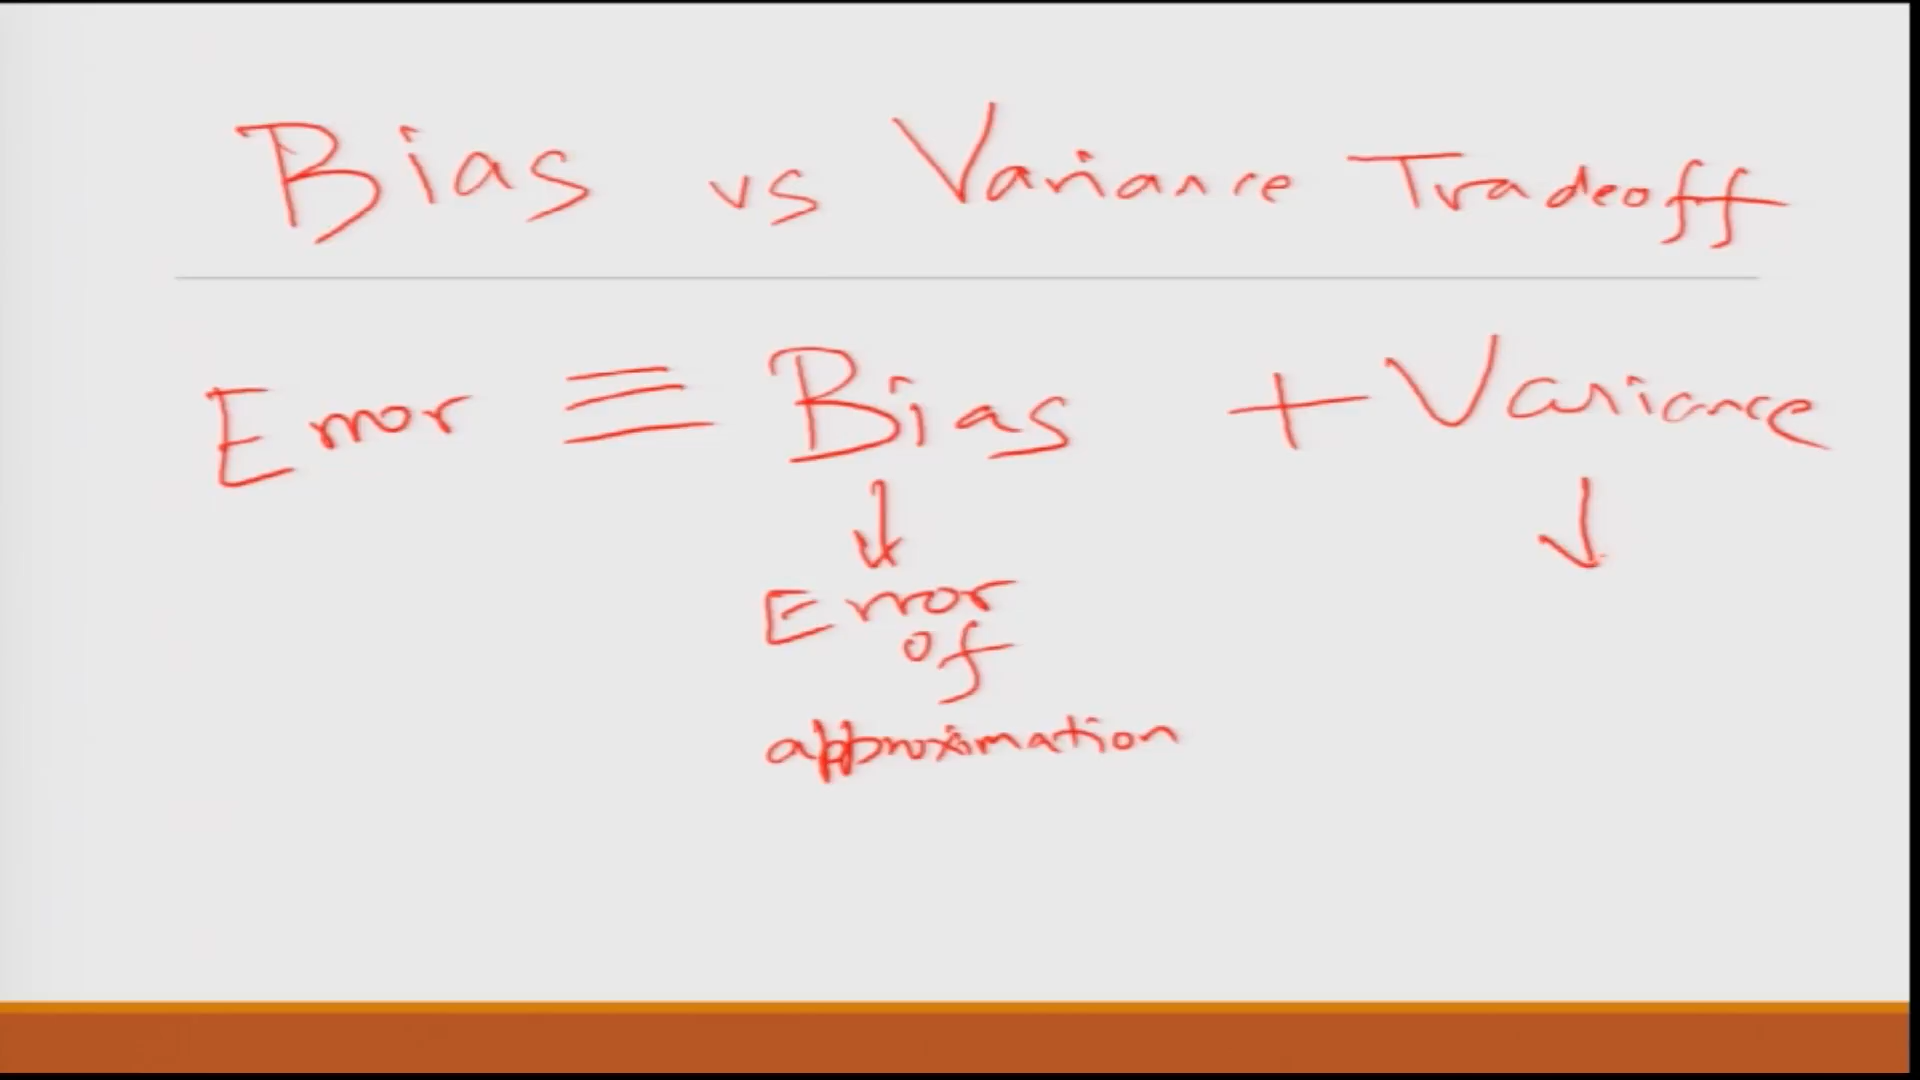 Bias vs Variance Tradeoff
Error ≡ Bias + Variance
↓ ↓
Error
of
approximation